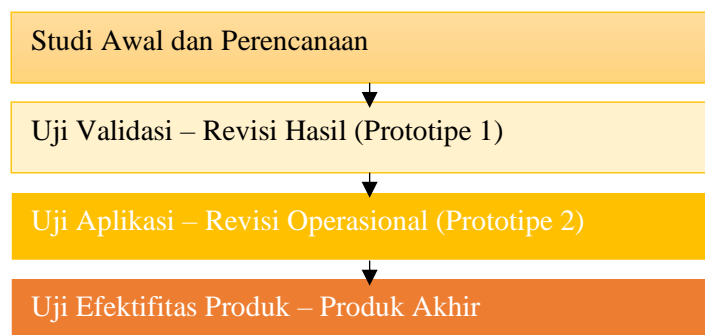 Studi Awal dan Perencanaan
Uji Validasi – Revisi Hasil (Prototipe 1)
Uji Aplikasi – Revisi Operasional (Prototipe 2)
Uji Efektifitas Produk – Produk Akhir